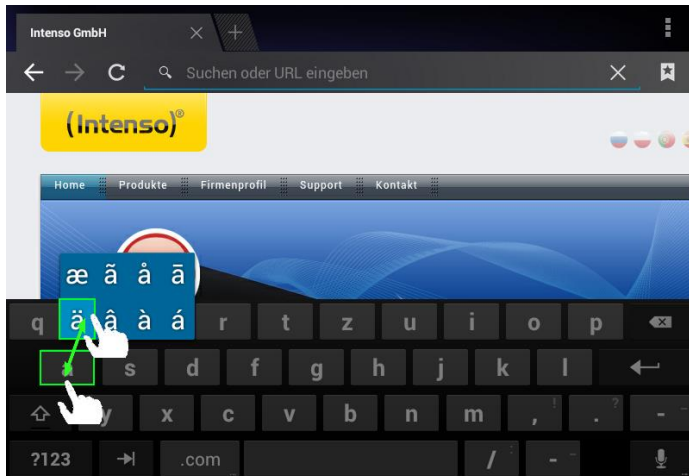 Intenso GmbH
Suchen oder URL eingeben
(Intenso)®
Home Produkte Firmenprofil Support Kontakt
æ ã å ā
ä â à á
q r t z u i o p
a s d f g h j k l
y x c v b n m , ! . ? -
?123 .com / : -